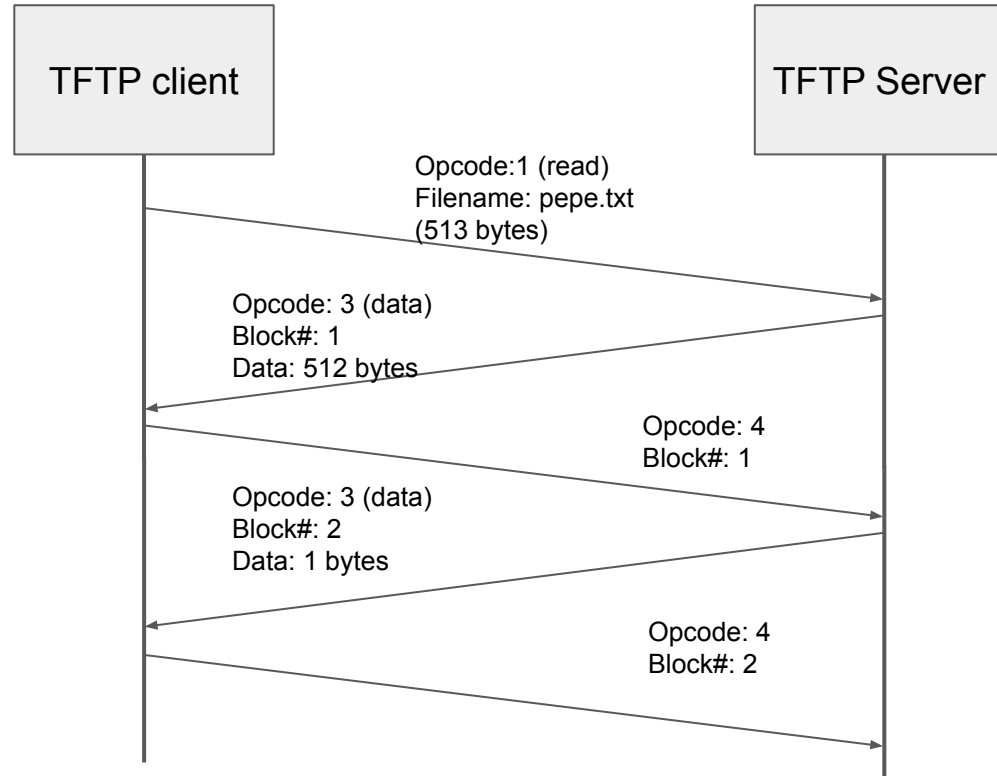 TFTP client
TFTP Server
Opcode:1 (read)
Filename: pepe.txt
(513 bytes)
Opcode: 3 (data)
Block#: 1
Data: 512 bytes
Opcode: 4
Block#: 1
Opcode: 3 (data)
Block#: 2
Data: 1 bytes
Opcode: 4
Block#: 2